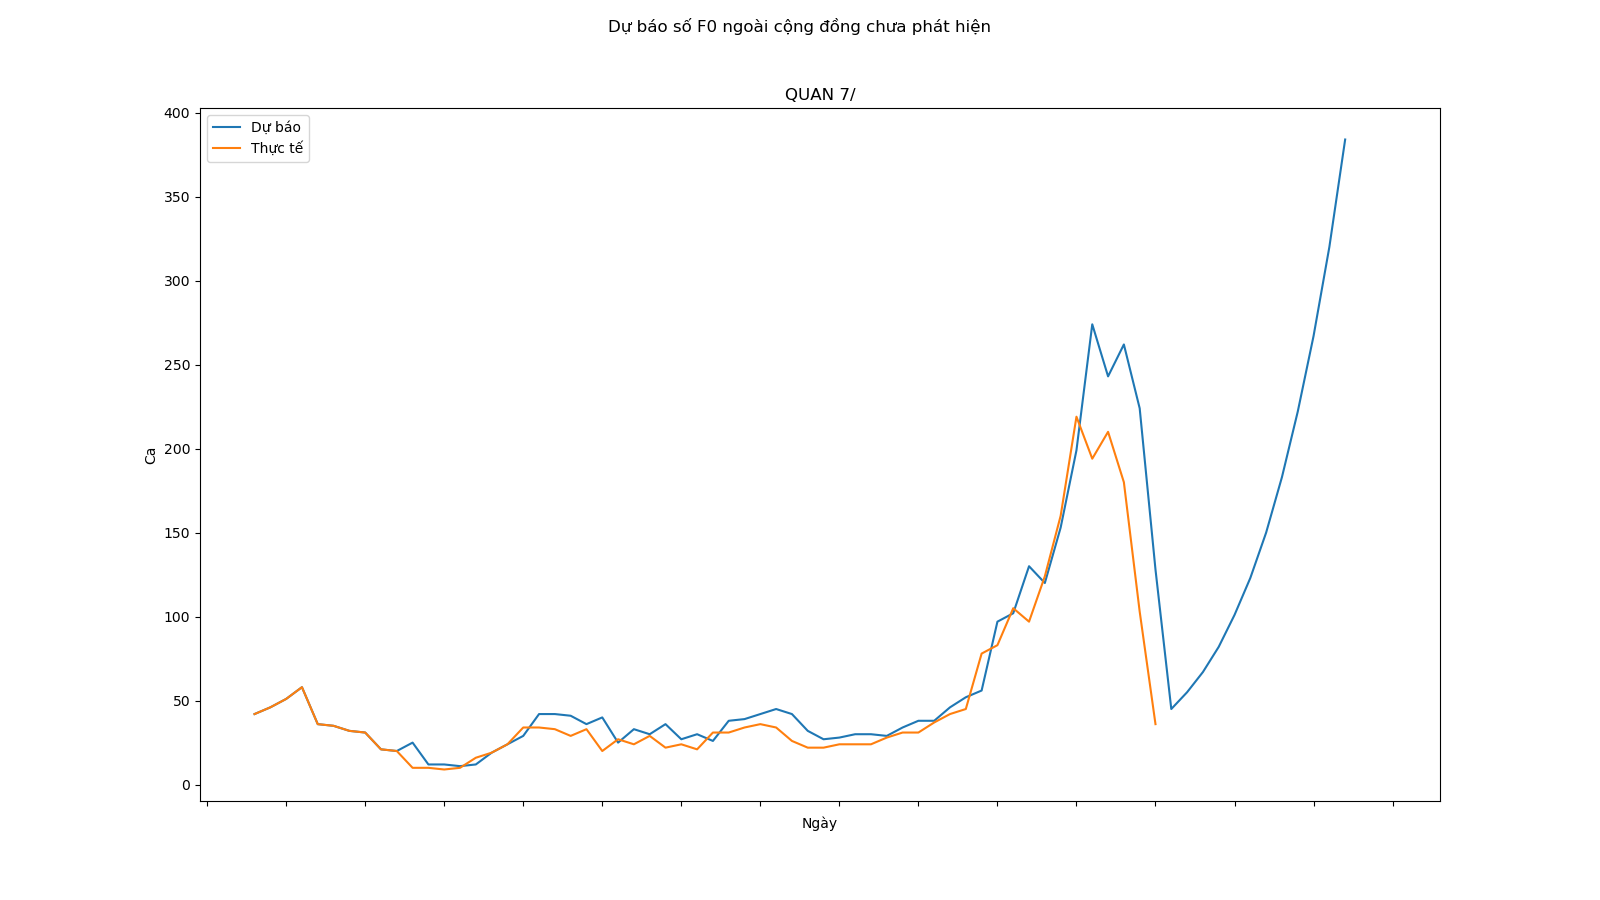 Dự báo số F0 ngoài cộng đồng chưa phát hiện
QUAN 7/
400
350
300
250
200
150
100
50
0
Ca
Dự báo
Thực tế
Ngày